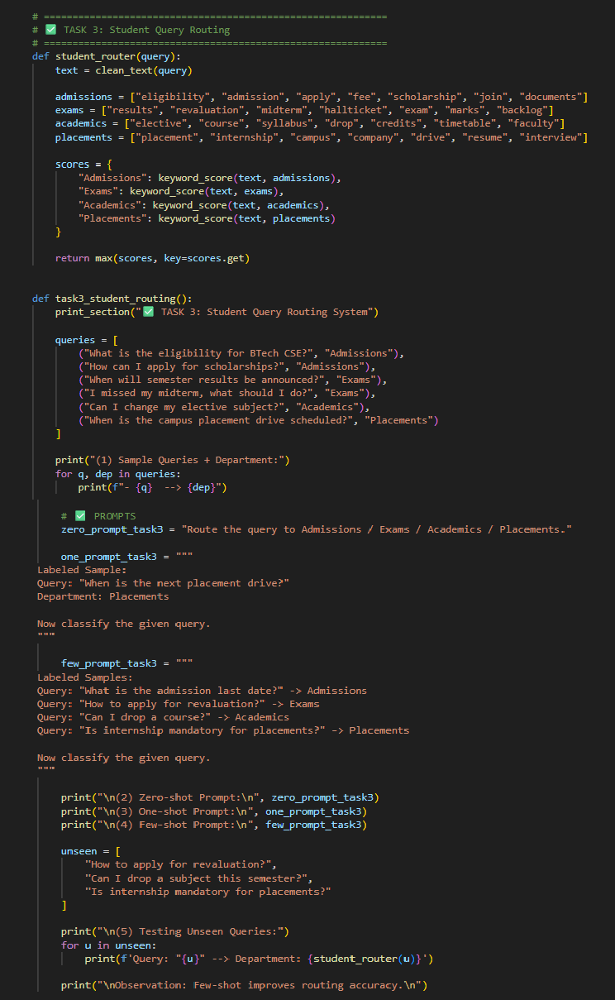 # ============================================================
# ✅ TASK 3: Student Query Routing
# ============================================================
def student_router(query):
    text = clean_text(query)

    admissions = ["eligibility", "admission", "apply", "fee", "scholarship", "join", "documents"]
    exams = ["results", "revaluation", "midterm", "hallticket", "exam", "marks", "backlog"]
    academics = ["elective", "course", "syllabus", "drop", "credits", "timetable", "faculty"]
    placements = ["placement", "internship", "campus", "company", "drive", "resume", "interview"]

    scores = {
        "Admissions": keyword_score(text, admissions),
        "Exams": keyword_score(text, exams),
        "Academics": keyword_score(text, academics),
        "Placements": keyword_score(text, placements)
    }

    return max(scores, key=scores.get)


def task3_student_routing():
    print_section("✅ TASK 3: Student Query Routing System")

    queries = [
        ("What is the eligibility for BTech CSE?", "Admissions"),
        ("How can I apply for scholarships?", "Admissions"),
        ("When will semester results be announced?", "Exams"),
        ("I missed my midterm, what should I do?", "Exams"),
        ("Can I change my elective subject?", "Academics"),
        ("When is the campus placement drive scheduled?", "Placements")
    ]

    print("(1) Sample Queries + Department:")
    for q, dep in queries:
        print(f"- {q}  --> {dep}")

    # ✅ PROMPTS
    zero_prompt_task3 = "Route the query to Admissions / Exams / Academics / Placements."

    one_prompt_task3 = """
Labeled Sample:
Query: "When is the next placement drive?"
Department: Placements

Now classify the given query.
"""

    few_prompt_task3 = """
Labeled Samples:
Query: "What is the admission last date?" -> Admissions
Query: "How to apply for revaluation?" -> Exams
Query: "Can I drop a course?" -> Academics
Query: "Is internship mandatory for placements?" -> Placements

Now classify the given query.
"""

    print("\n(2) Zero-shot Prompt:\n", zero_prompt_task3)
    print("\n(3) One-shot Prompt:\n", one_prompt_task3)
    print("\n(4) Few-shot Prompt:\n", few_prompt_task3)

    unseen = [
        "How to apply for revaluation?",
        "Can I drop a subject this semester?",
        "Is internship mandatory for placements?"
    ]

    print("\n(5) Testing Unseen Queries:")
    for u in unseen:
        print(f'Query: "{u}" --> Department: {student_router(u)}')

    print("\nObservation: Few-shot improves routing accuracy.\n")